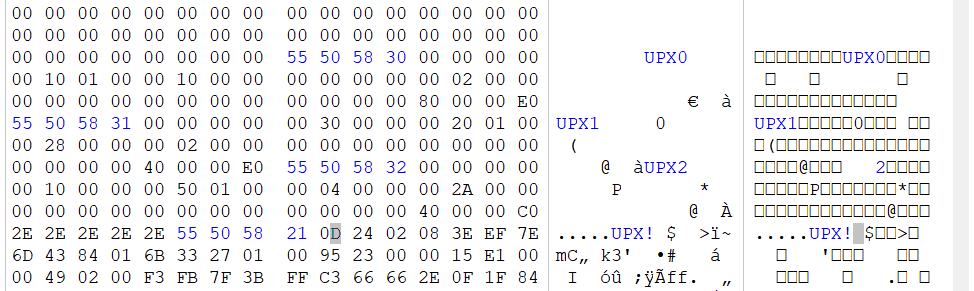 00 00 00 00 00 00 00 00 00 00 00 00 00 00 00 00
00 00 00 00 00 00 00 00 00 00 00 00 00 00 00 00
00 00 00 00 00 00 00 00 55 50 58 30 00 00 00 00 UPX0 UPX0
00 10 01 00 00 10 00 00 00 00 00 00 00 02 00 00
00 00 00 00 00 00 00 00 00 00 00 00 80 00 00 E0 € à
55 50 58 31 00 00 00 00 00 30 00 00 00 20 01 00 UPX1 0 UPX1 0
00 28 00 00 00 02 00 00 00 00 00 00 00 00 00 00 ( (
00 00 00 00 40 00 00 E0 55 50 58 32 00 00 00 00 @ àUPX2 @ 2
00 10 00 00 00 50 01 00 00 04 00 00 00 2A 00 00 P * P *
00 00 00 00 00 00 00 00 00 00 00 00 40 00 00 C0 @ À @
2E 2E 2E 2E 2E 55 50 58 21 0D 24 02 08 3E EF 7E .....UPX! $ >ï~ .....UPX! $ >
6D 43 84 01 6B 33 27 01 00 95 23 00 00 15 E1 00 mC„ k3' •# á '
00 49 02 00 F3 FB 7F 3B FF C3 66 66 2E 0F 1F 84 I óû ;ÿÃff. „ .